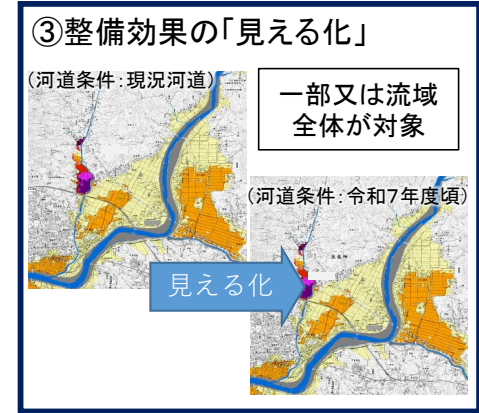 ③整備効果の「見える化」
(河道条件：現況河道)
一部又は流域
全体が対象
(河道条件：令和7年度頃)
見える化